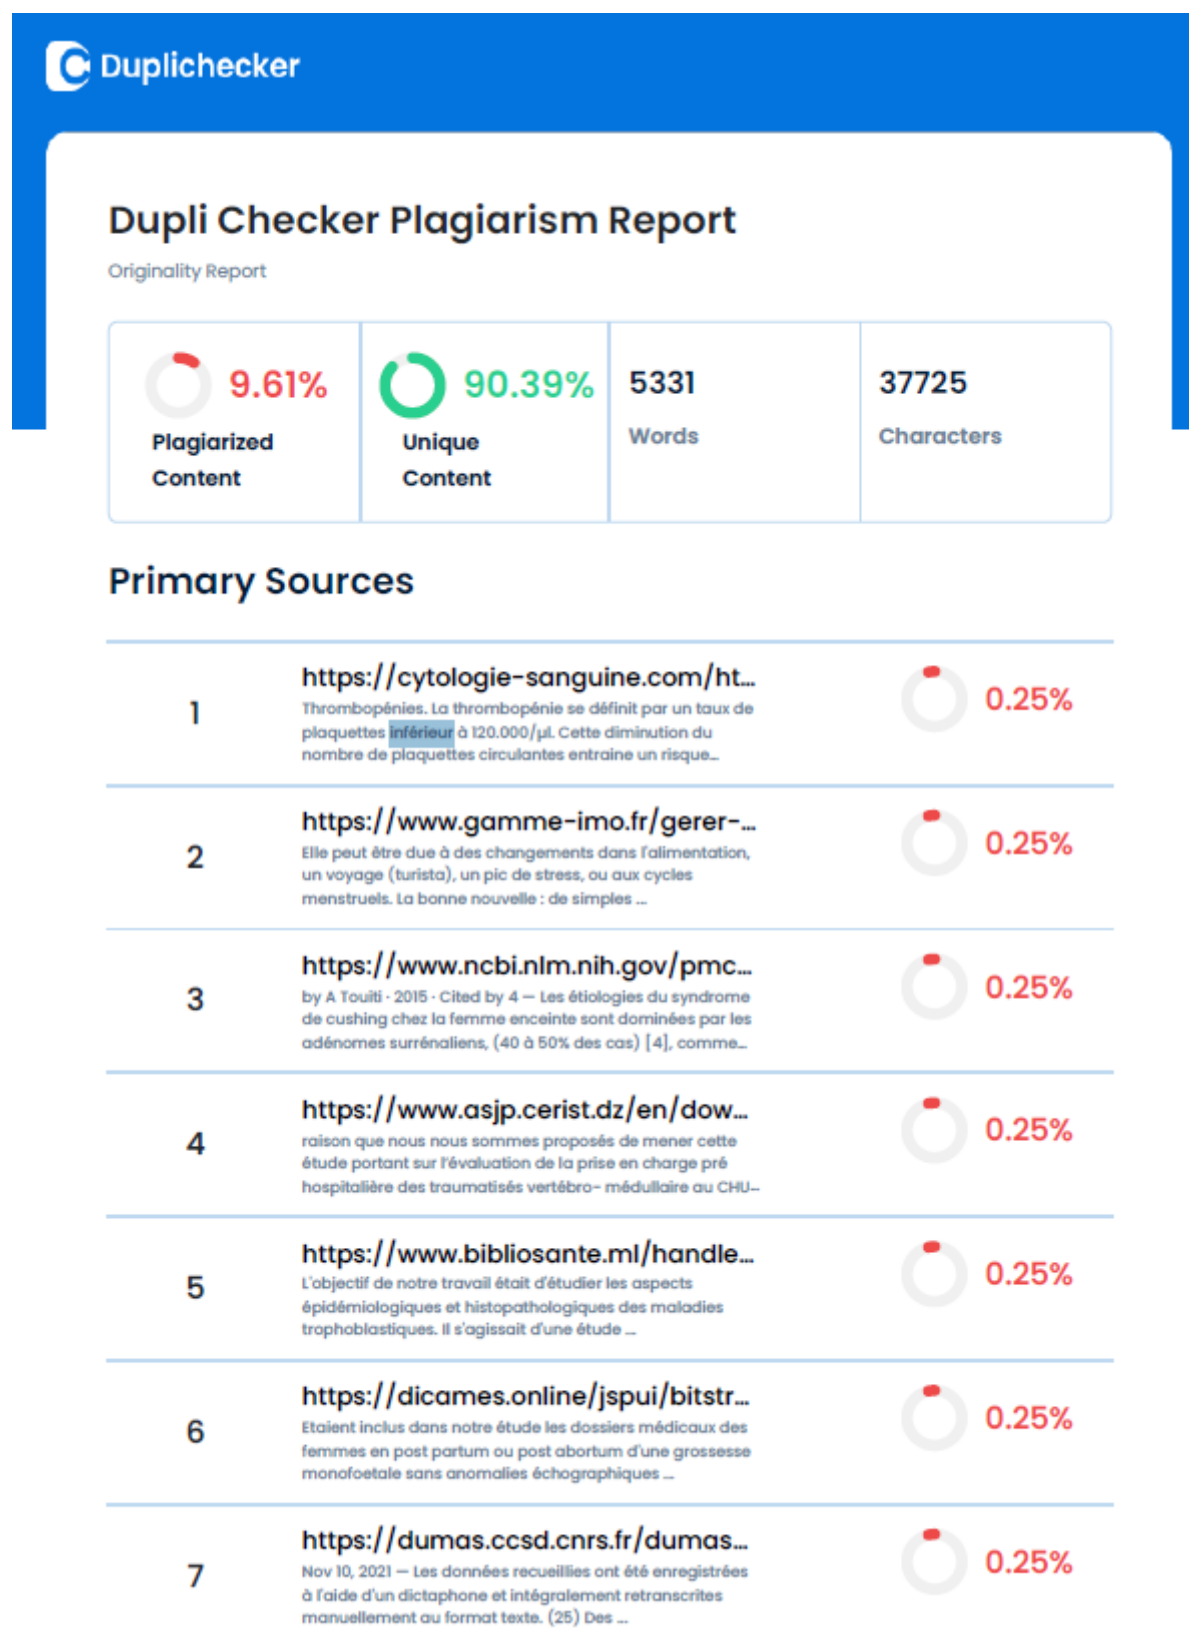 Duplichecker
Dupli Checker Plagiarism Report
Originality Report
9.61%
Plagiarized
Content
90.39%
Unique
Content
5331
Words
37725
Characters
Primary Sources
1
https://cytologie-sanguine.com/ht...
Thrombopénies. La thrombopénie se définit par un taux de
plaquettes inférieur à 120.000/µl. Cette diminution du
nombre de plaquettes circulantes entraine un risque...
0.25%
2
https://www.gamme-imo.fr/gerer-...
Elle peut être due à des changements dans l'alimentation,
un voyage (turista), un pic de stress, ou aux cycles
menstruels. La bonne nouvelle : de simples ...
0.25%
3
https://www.ncbi.nlm.nih.gov/pmc...
by A Touiti · 2015 · Cited by 4 — Les étiologies du syndrome
de cushing chez la femme enceinte sont dominées par les
adénomes surrénaliens, (40 à 50% des cas) [4], comme...
0.25%
4
https://www.asjp.cerist.dz/en/dow...
raison que nous nous sommes proposés de mener cette
étude portant sur l'évaluation de la prise en charge pré
hospitalière des traumatisés vertébro- médullaire au CHU...
0.25%
5
https://www.bibliosante.ml/handle...
L'objectif de notre travail était d'étudier les aspects
épidémiologiques et histopathologiques des maladies
trophoblastiques. Il s'agissait d'une étude ...
0.25%
6
https://dicames.online/jspui/bitstr...
Etaient inclus dans notre étude les dossiers médicaux des
femmes en post partum ou post abortum d'une grossesse
monofoetale sans anomalies échographiques ...
0.25%
7
https://dumas.ccsd.cnrs.fr/dumas...
Nov 10, 2021 — Les données recueillies ont été enregistrées
à l'aide d'un dictaphone et intégralement retranscrites
manuellement au format texte. (25) Des ...
0.25%